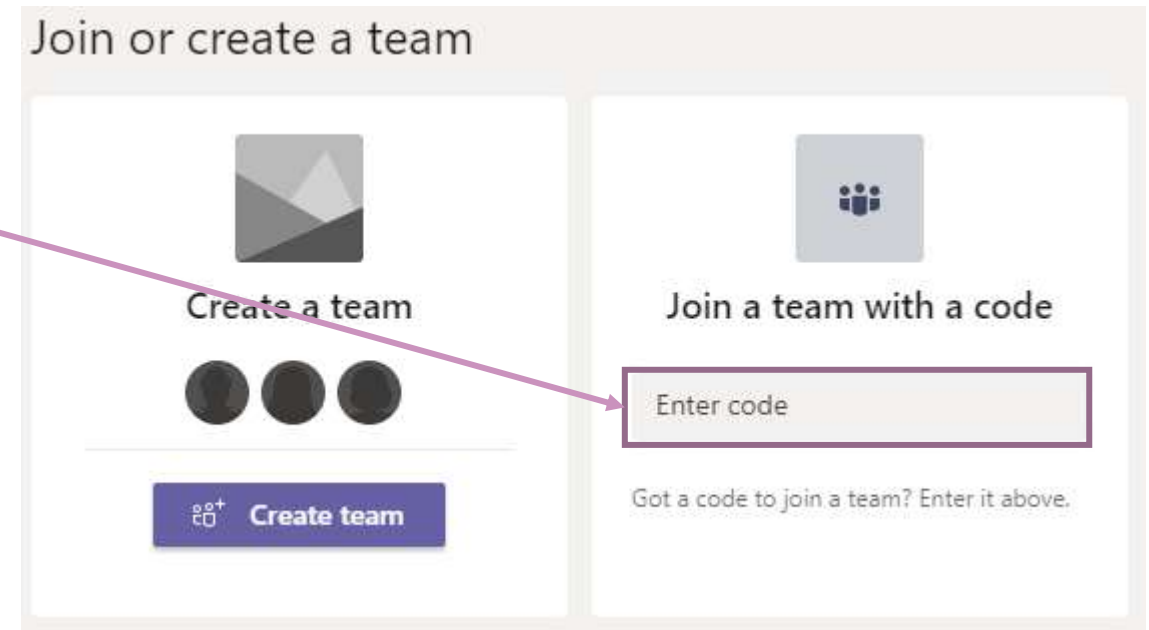 Join or create a team
Create a team
Create team
Join a team with a code
Enter code
Got a code to join a team? Enter it above.